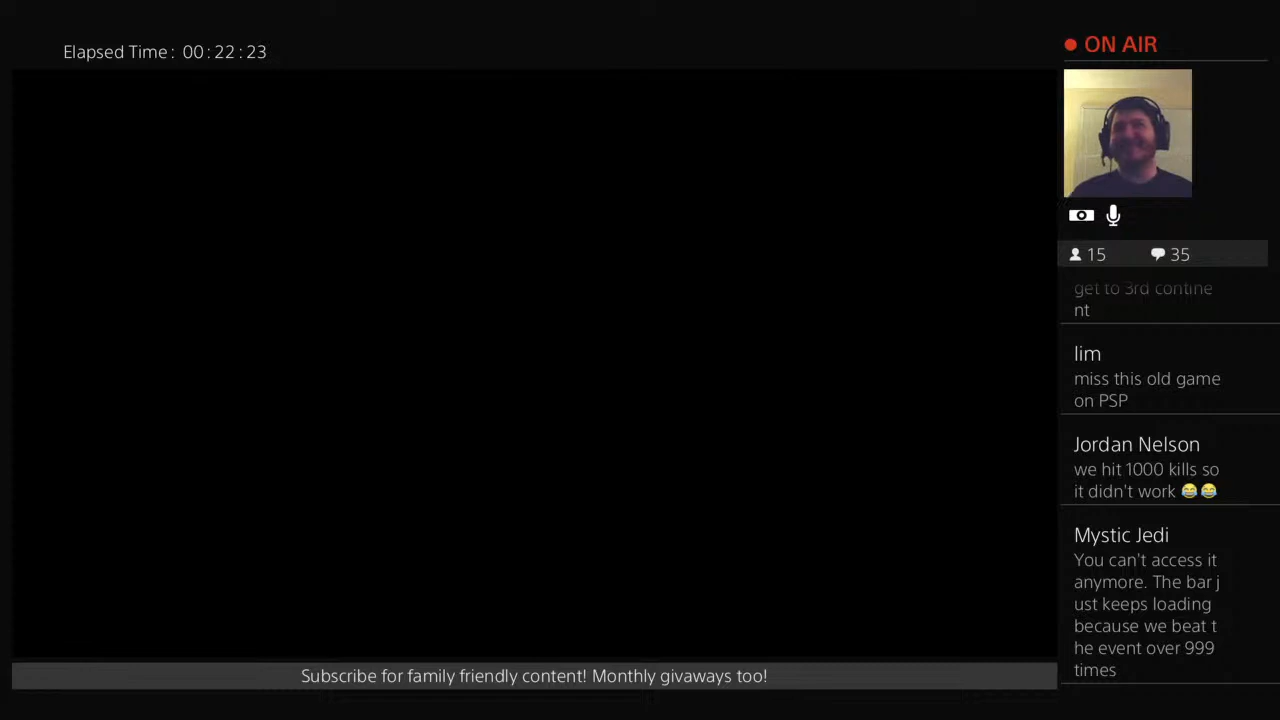 Elapsed Time: 00:22:23
ON AIR
15 35
get to 3rd contine
nt
lim
miss this old game
on PSP
Jordan Nelson
we hit 1000 kills so
it didn't work 😂😂
Mystic Jedi
You can't access it
anymore. The bar j
ust keeps loading
because we beat t
he event over 999
times
Subscribe for family friendly content! Monthly givaways too!